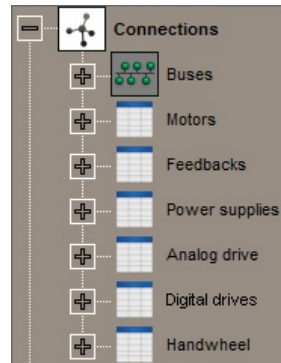 Connections
Buses
Motors
Feedbacks
Power supplies
Analog drive
Digital drives
Handwheel